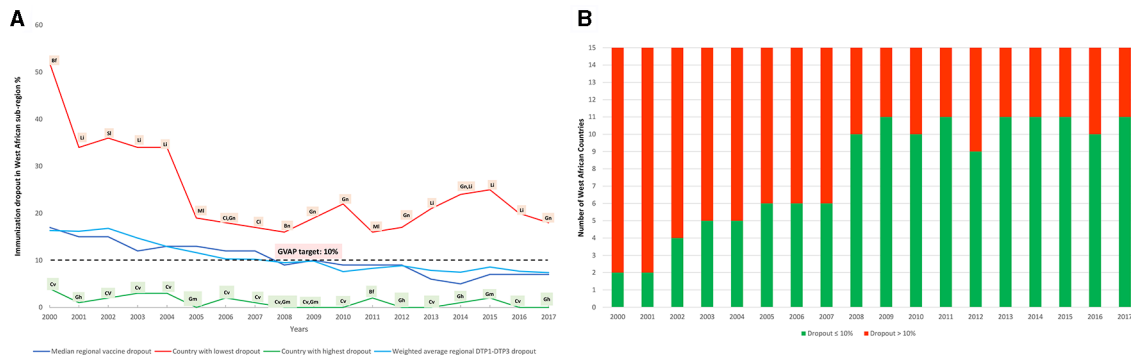 A
Immunization dropout in West African sub-region %
60
50
40
30
20
10
0
Bf
Li
Sl
Li
Li
Ml
Ci,Gn
Ci
Bn
Gn
Gn
Ml
Gn
Li
Gn,Li
Li
Li
Gn
GVAP target: 10%
Cv
Gh
CV
Cv
Cv
Gm
Cv
Cv
Cv,Gm
Cv,Gm
Cv
Bf
Gh
Cv
Gh
Gm
Cv
Gh
2000 2001 2002 2003 2004 2005 2006 2007 2008 2009 2010 2011 2012 2013 2014 2015 2016 2017
Years
Median regional vaccine dropout Country with lowest dropout Country with highest dropout Weighted average regional DTP1-DTP3 dropout
B
Number of West African Countries
15
14
13
12
11
10
9
8
7
6
5
4
3
2
1
0
2000 2001 2002 2003 2004 2005 2006 2007 2008 2009 2010 2011 2012 2013 2014 2015 2016 2017
Dropout ≤ 10% Dropout > 10%